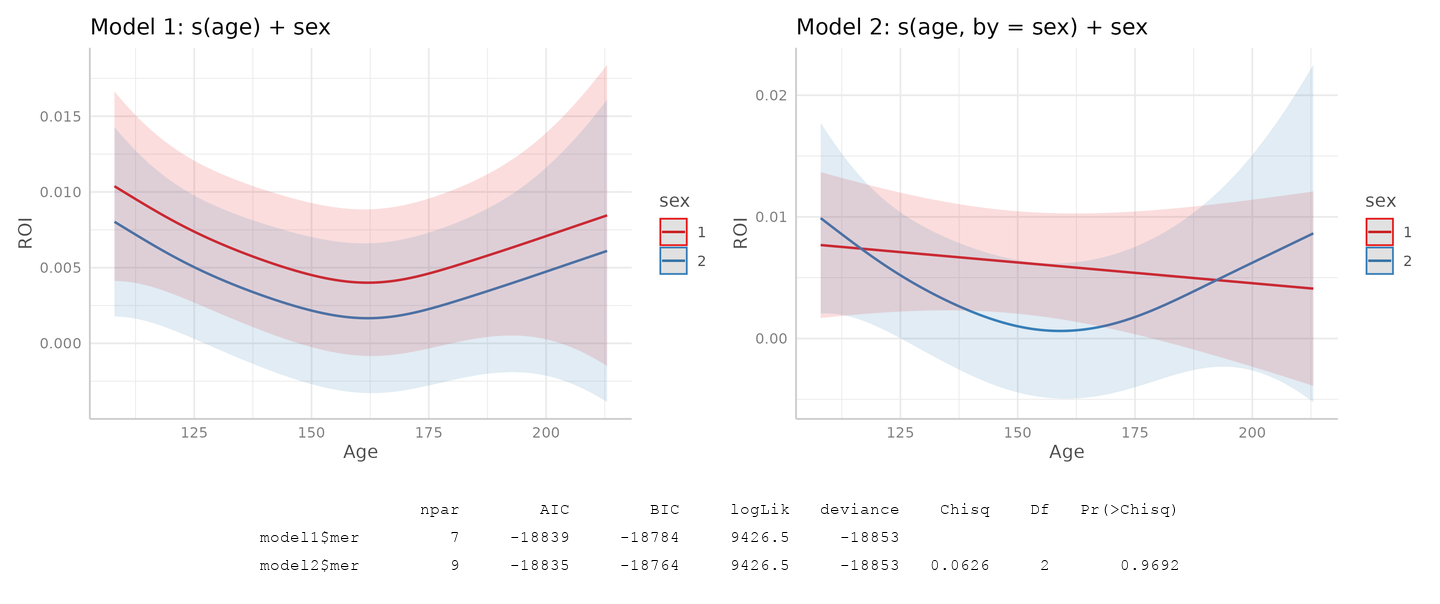 Model 1: s(age) + sex
0.015
0.010
0.005
0.000
ROI
125 150 175 200
Age
sex
1
2
Model 2: s(age, by = sex) + sex
0.02
0.01
0.00
ROI
125 150 175 200
Age
sex
1
2
npar AIC BIC logLik deviance Chisq Df Pr(>Chisq)
model1$mer 7 -18839 -18784 9426.5 -18853
model2$mer 9 -18835 -18764 9426.5 -18853 0.0626 2 0.9692